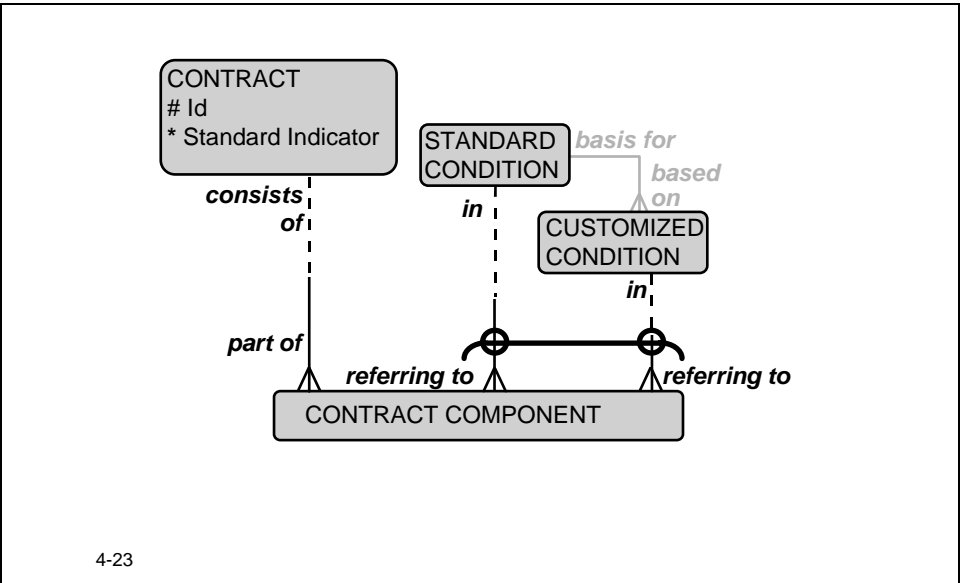 CONTRACT
# Id
* Standard Indicator
STANDARD
CONDITION
basis for
based
on
CUSTOMIZED
CONDITION
consists
of
in
in
part of
referring to
referring to
CONTRACT COMPONENT
4-23